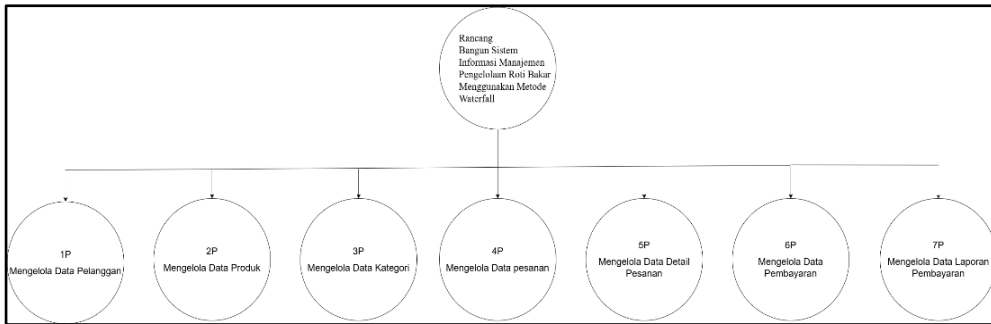 Rancang
Bangun Sistem
Informasi Manajemen
Pengelolaan Roti Bakar
Menggunakan Metode
Waterfall
1P
Mengelola Data Pelanggan
2P
Mengelola Data Produk
3P
Mengelola Data Kategori
4P
Mengelola Data pesanan
5P
Mengelola Data Detail
Pesanan
6P
Mengelola Data
Pembayaran
7P
Mengelola Data Laporan
Pembayaran